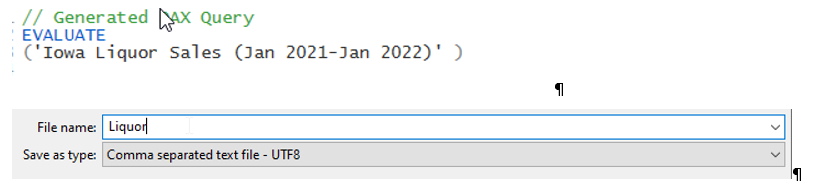 // Generated DAX Query
EVALUATE
('Iowa Liquor Sales (Jan 2021-Jan 2022)' )
¶
File name: Liquor
Save as type: Comma separated text file - UTF8
¶